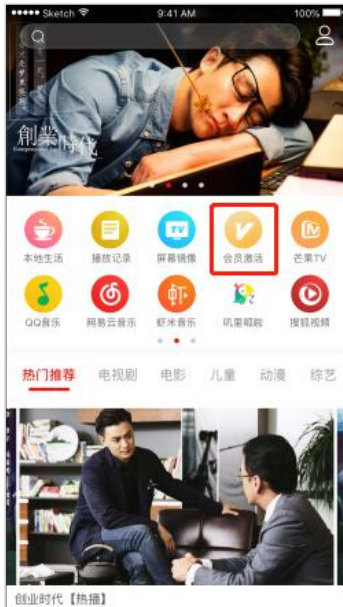 Sketch
9:41 AM
100%
創業時代
本地生活
播放记录
屏幕镜像
会员激活
芒果TV
TV
QQ音乐
网易云音乐
虾米音乐
叽里呱啦
搜狐视频
虾
热门推荐
电视剧
电影
儿童
动漫
综艺
创业时代【热播】